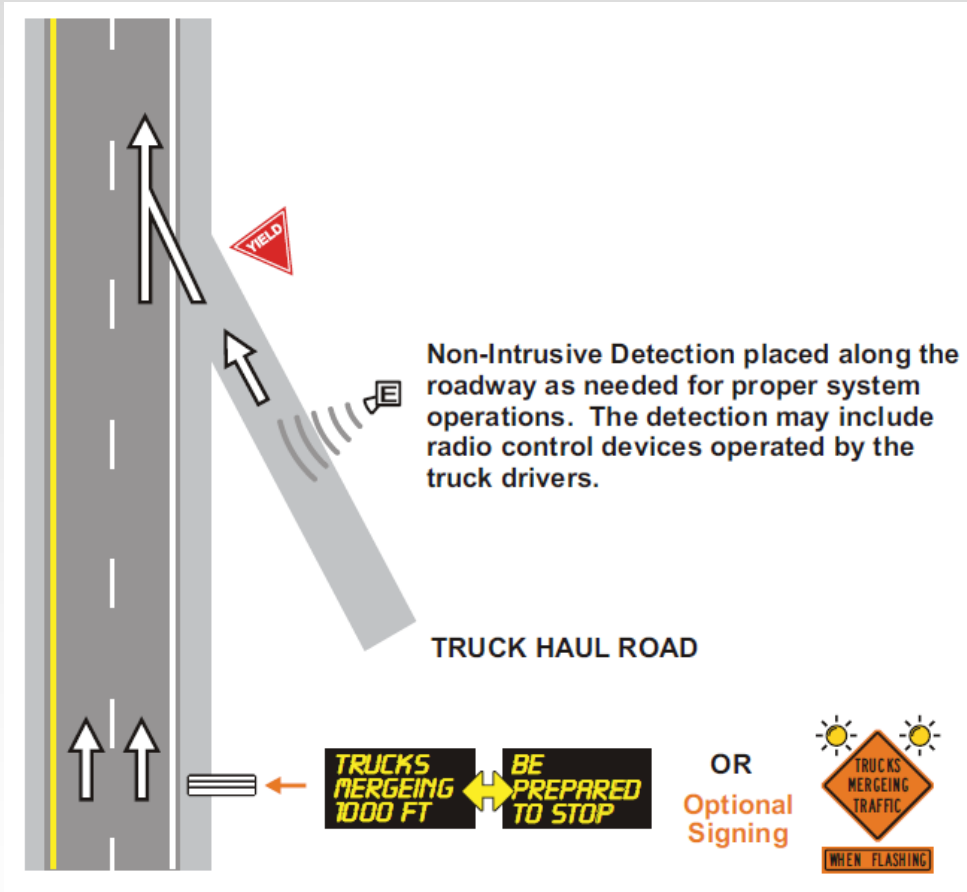 YIELD
E
Non-Intrusive Detection placed along the
roadway as needed for proper system
operations.  The detection may include
radio control devices operated by the
truck drivers.
TRUCK HAUL ROAD
TRUCKS
MERGEING
1000 FT
BE
PREPARED
TO STOP
OR
Optional
Signing
TRUCKS
MERGEING
TRAFFIC
WHEN FLASHING